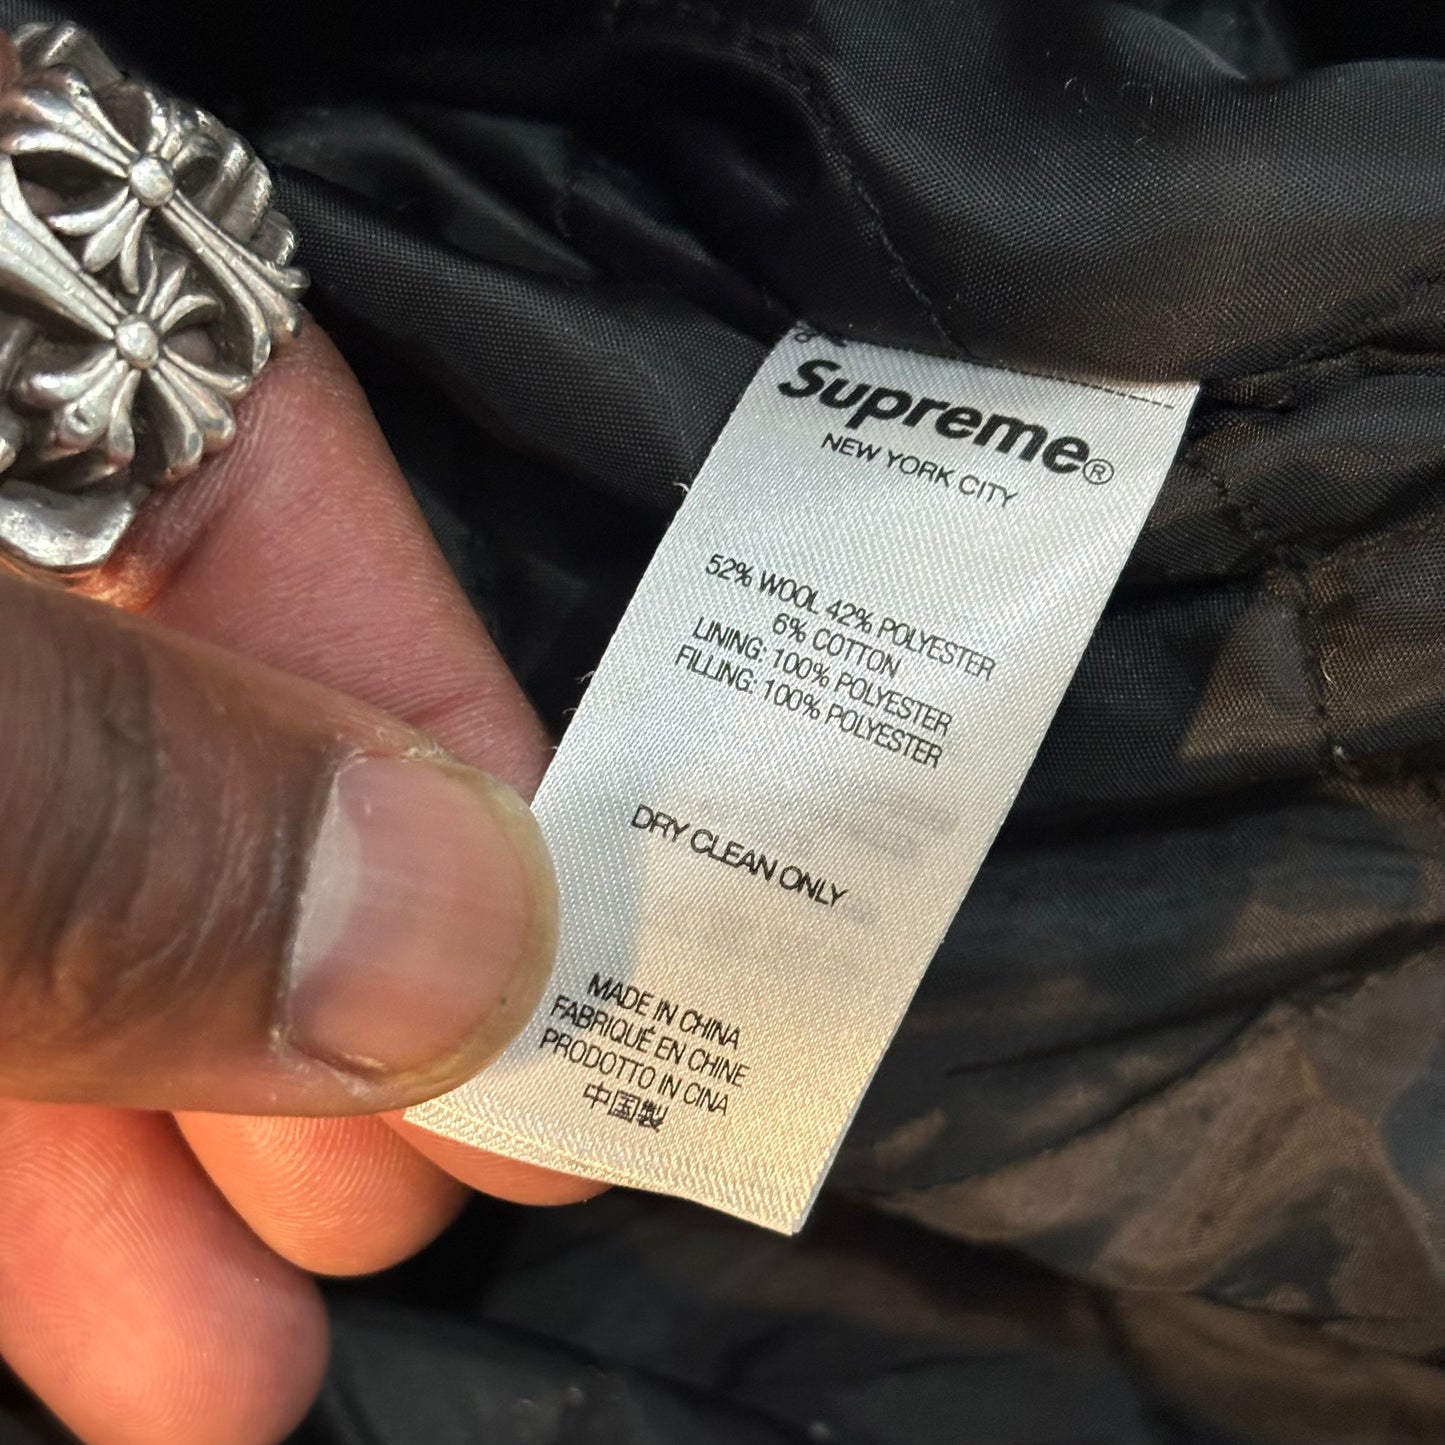 Supreme®
NEW YORK CITY
52% WOOL 42% POLYESTER
6% COTTON
LINING: 100% POLYESTER
FILLING: 100% POLYESTER
DRY CLEAN ONLY
MADE IN CHINA
FABRIQUÉ EN CHINE
PRODOTTO IN CINA
中国製